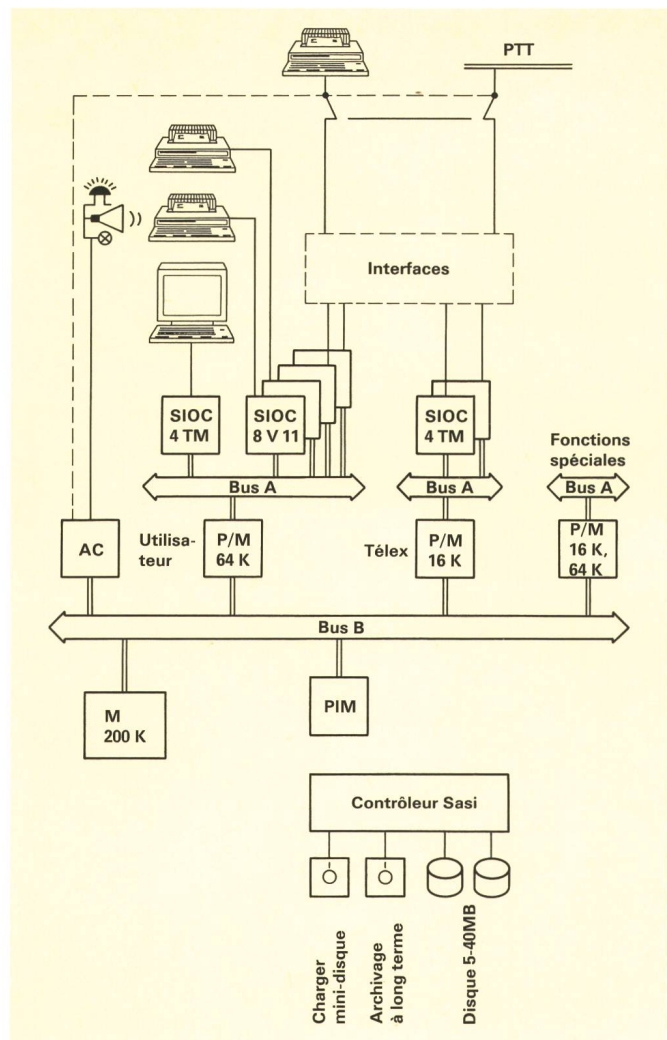 PTT
Interfaces
SIOC
4 TM
SIOC
8 V 11
SIOC
4 TM
Fonctions
spéciales
Bus A
Bus A
Bus A
AC
Utilisa-
teur
P/M
64 K
Télex
P/M
16 K
P/M
16 K,
64 K
Bus B
M
200 K
PIM
Contrôleur Sasi
Charger
mini-disque
Archivage
à long terme
Disque 5-40MB